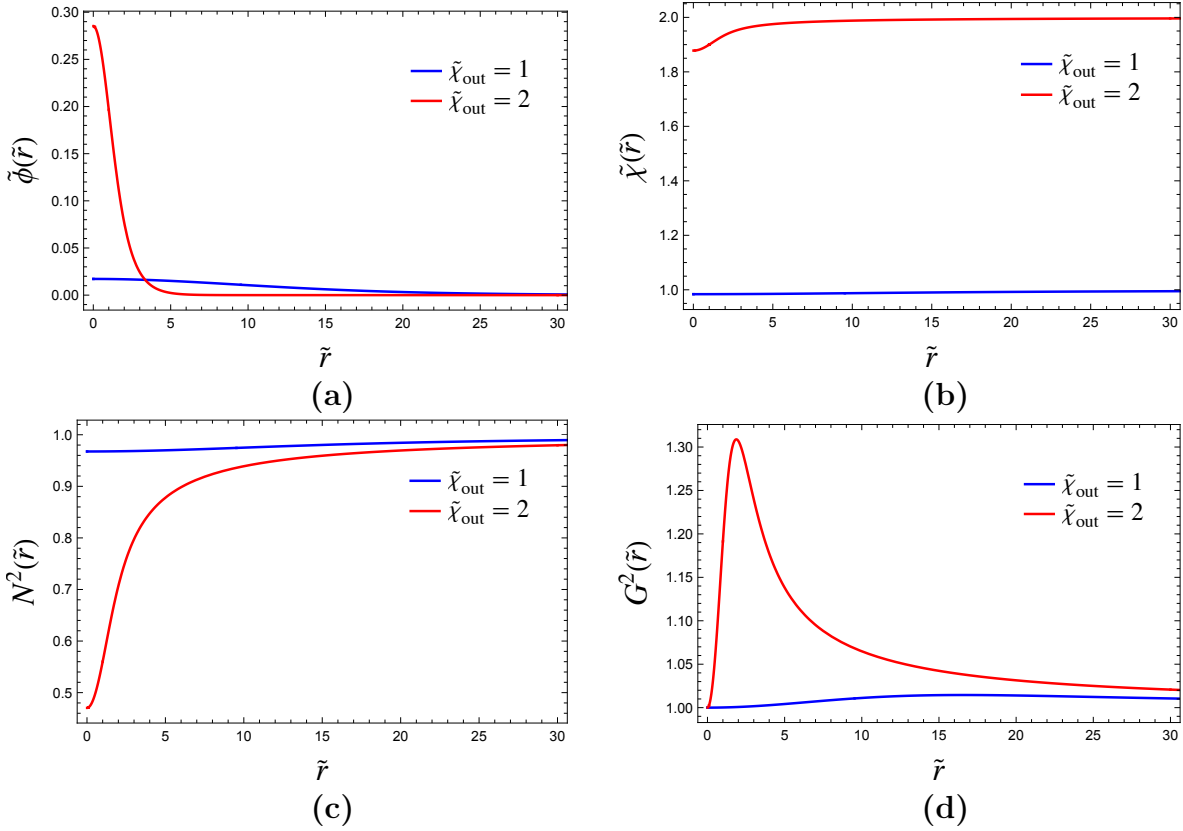 0.30
0.25
0.20
0.15
0.10
0.05
0.00
ϕ̃(r̃)
χ̃out = 1
χ̃out = 2
0 5 10 15 20 25 30
r̃
(a)
2.0
1.8
1.6
1.4
1.2
1.0
χ̃(r̃)
χ̃out = 1
χ̃out = 2
0 5 10 15 20 25 30
r̃
(b)
1.0
0.9
0.8
0.7
0.6
0.5
N²(r̃)
χ̃out = 1
χ̃out = 2
0 5 10 15 20 25 30
r̃
(c)
1.30
1.25
1.20
1.15
1.10
1.05
1.00
G²(r̃)
χ̃out = 1
χ̃out = 2
0 5 10 15 20 25 30
r̃
(d)